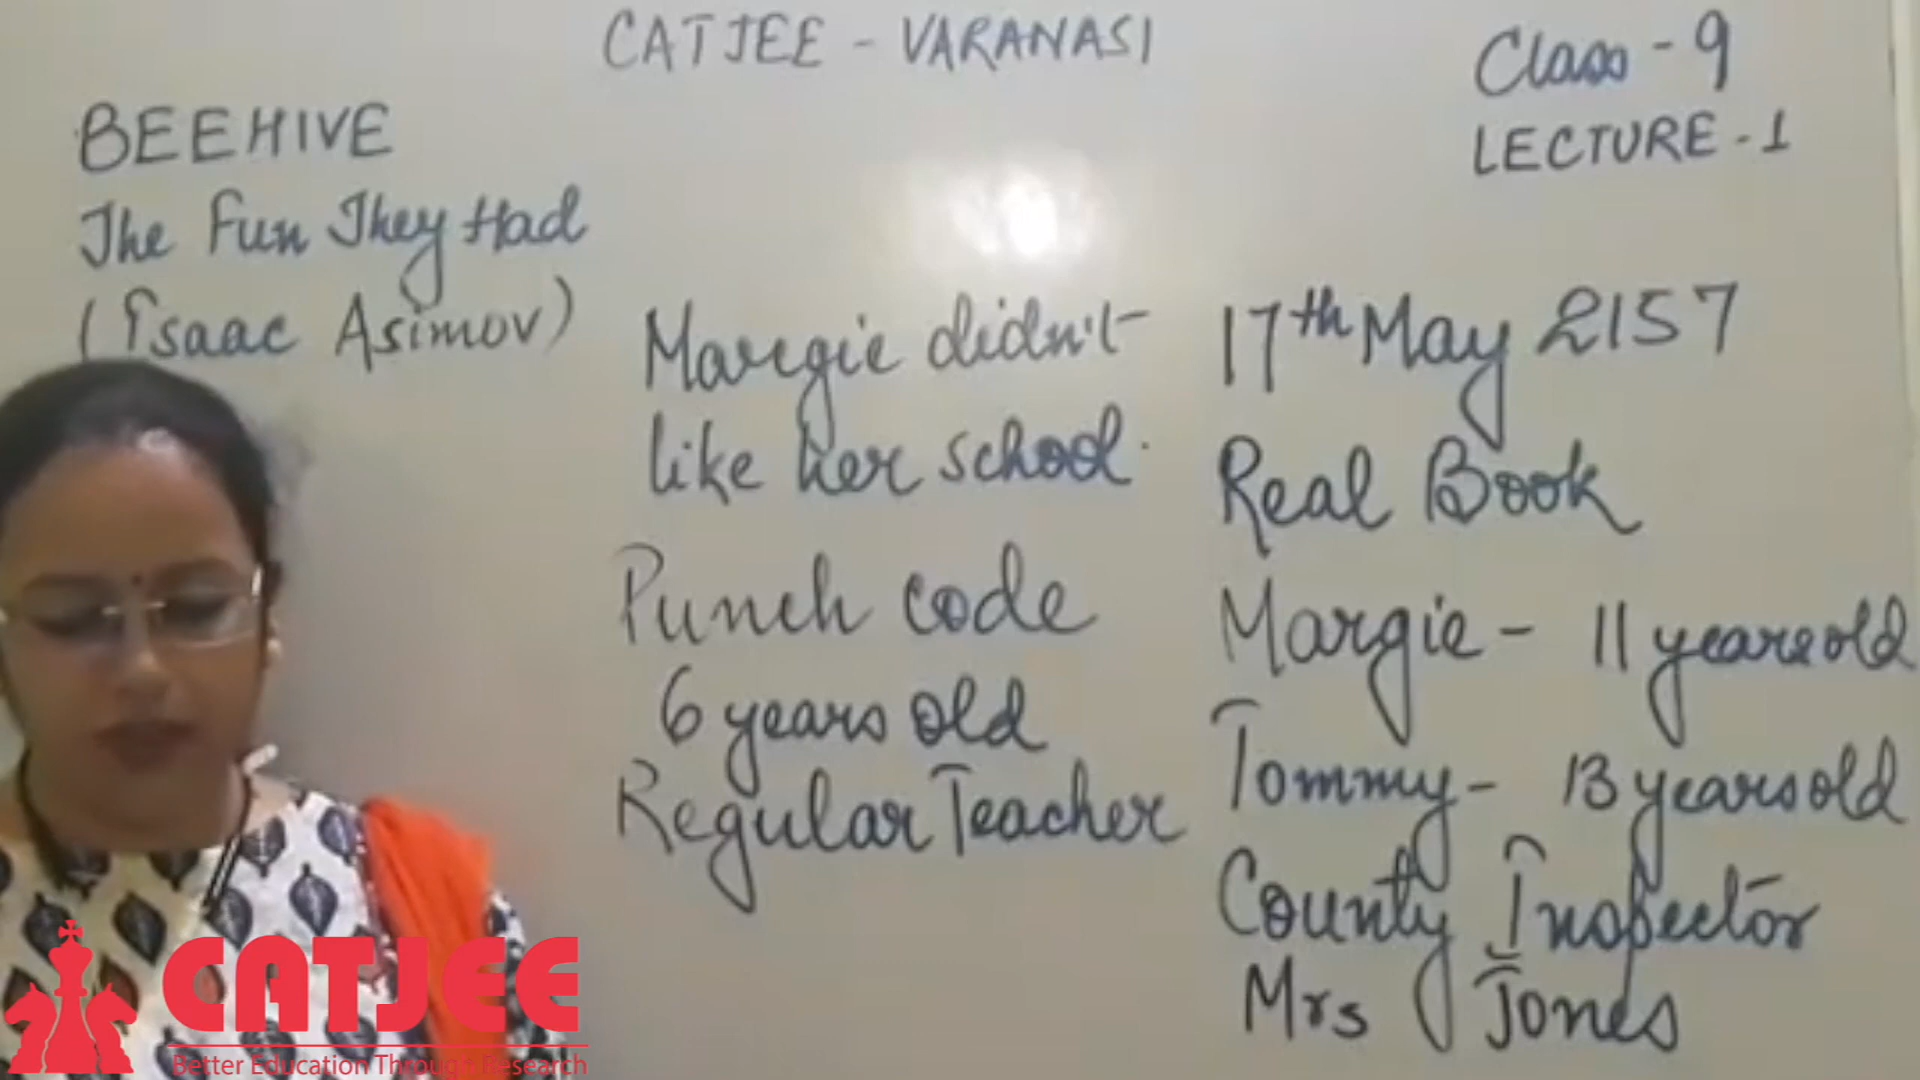 CATJEE - VARANASI
Class - 9
LECTURE - 1
BEEHIVE
The Fun They Had
(Isaac Asimov)
Margie didn't
like her school.
Punch code
6 years old
Regular Teacher
17th May 2157
Real Book
Margie - 11 years old
Tommy - 13 years old
County Inspector
Mrs Jones
CATJEE
Better Education Through Research